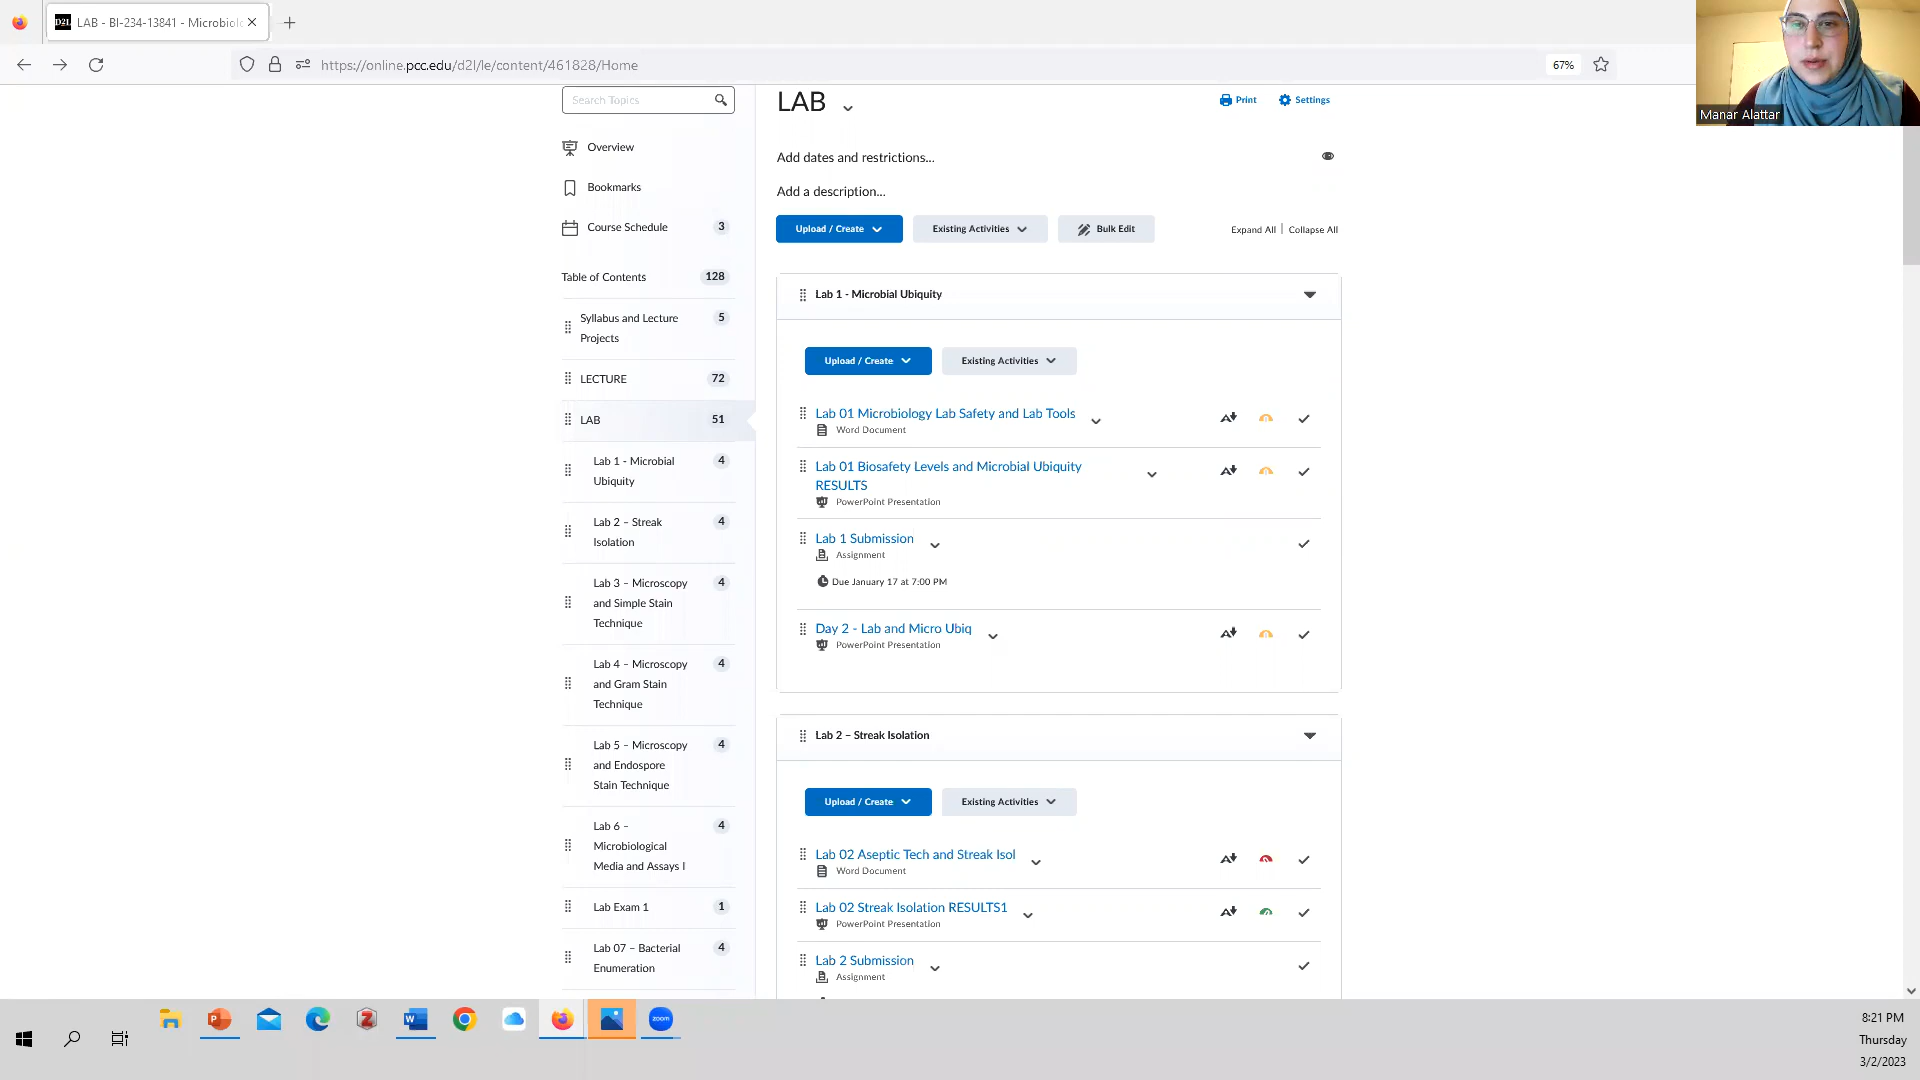 LAB - BI-234-13841 - Microbiol
https://online.pcc.edu/d2l/le/content/461828/Home
67%
Manar Alattar
Search Topics
Overview
Bookmarks
Course Schedule 3
Table of Contents 128
Syllabus and Lecture
Projects
5
LECTURE 72
LAB 51
Lab 1 - Microbial
Ubiquity
4
Lab 2 – Streak
Isolation
4
Lab 3 – Microscopy
and Simple Stain
Technique
4
Lab 4 – Microscopy
and Gram Stain
Technique
4
Lab 5 – Microscopy
and Endospore
Stain Technique
4
Lab 6 –
Microbiological
Media and Assays I
4
Lab Exam 1 1
Lab 07 – Bacterial
Enumeration
4
LAB
Print Settings
Add dates and restrictions...
Add a description...
Upload / Create Existing Activities Bulk Edit Expand All | Collapse All
Lab 1 - Microbial Ubiquity
Upload / Create Existing Activities
Lab 01 Microbiology Lab Safety and Lab Tools
Word Document
Lab 01 Biosafety Levels and Microbial Ubiquity
RESULTS
PowerPoint Presentation
Lab 1 Submission
Assignment
Due January 17 at 7:00 PM
Day 2 - Lab and Micro Ubiq
PowerPoint Presentation
Lab 2 – Streak Isolation
Upload / Create Existing Activities
Lab 02 Aseptic Tech and Streak Isol
Word Document
Lab 02 Streak Isolation RESULTS1
PowerPoint Presentation
Lab 2 Submission
Assignment
zoom
8:21 PM
Thursday
3/2/2023